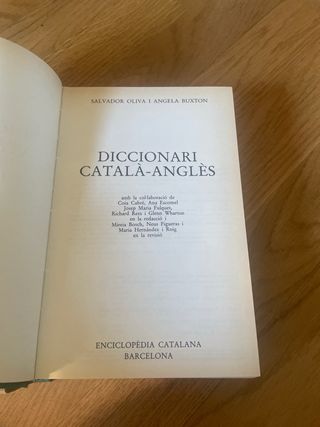 SALVADOR OLIVA I ANGELA BUXTON
DICCIONARI
CATALÀ-ANGLÈS
amb la col·laboració de
Coia Cabré, Ana Escomel
Josep Maria Fulquet,
Richard Rees i Glenn Wharton
en la redacció i
Mireia Bosch, Neus Figueras i
Maria Hernández i Roig
en la revisió
ENCICLOPÈDIA CATALANA
BARCELONA